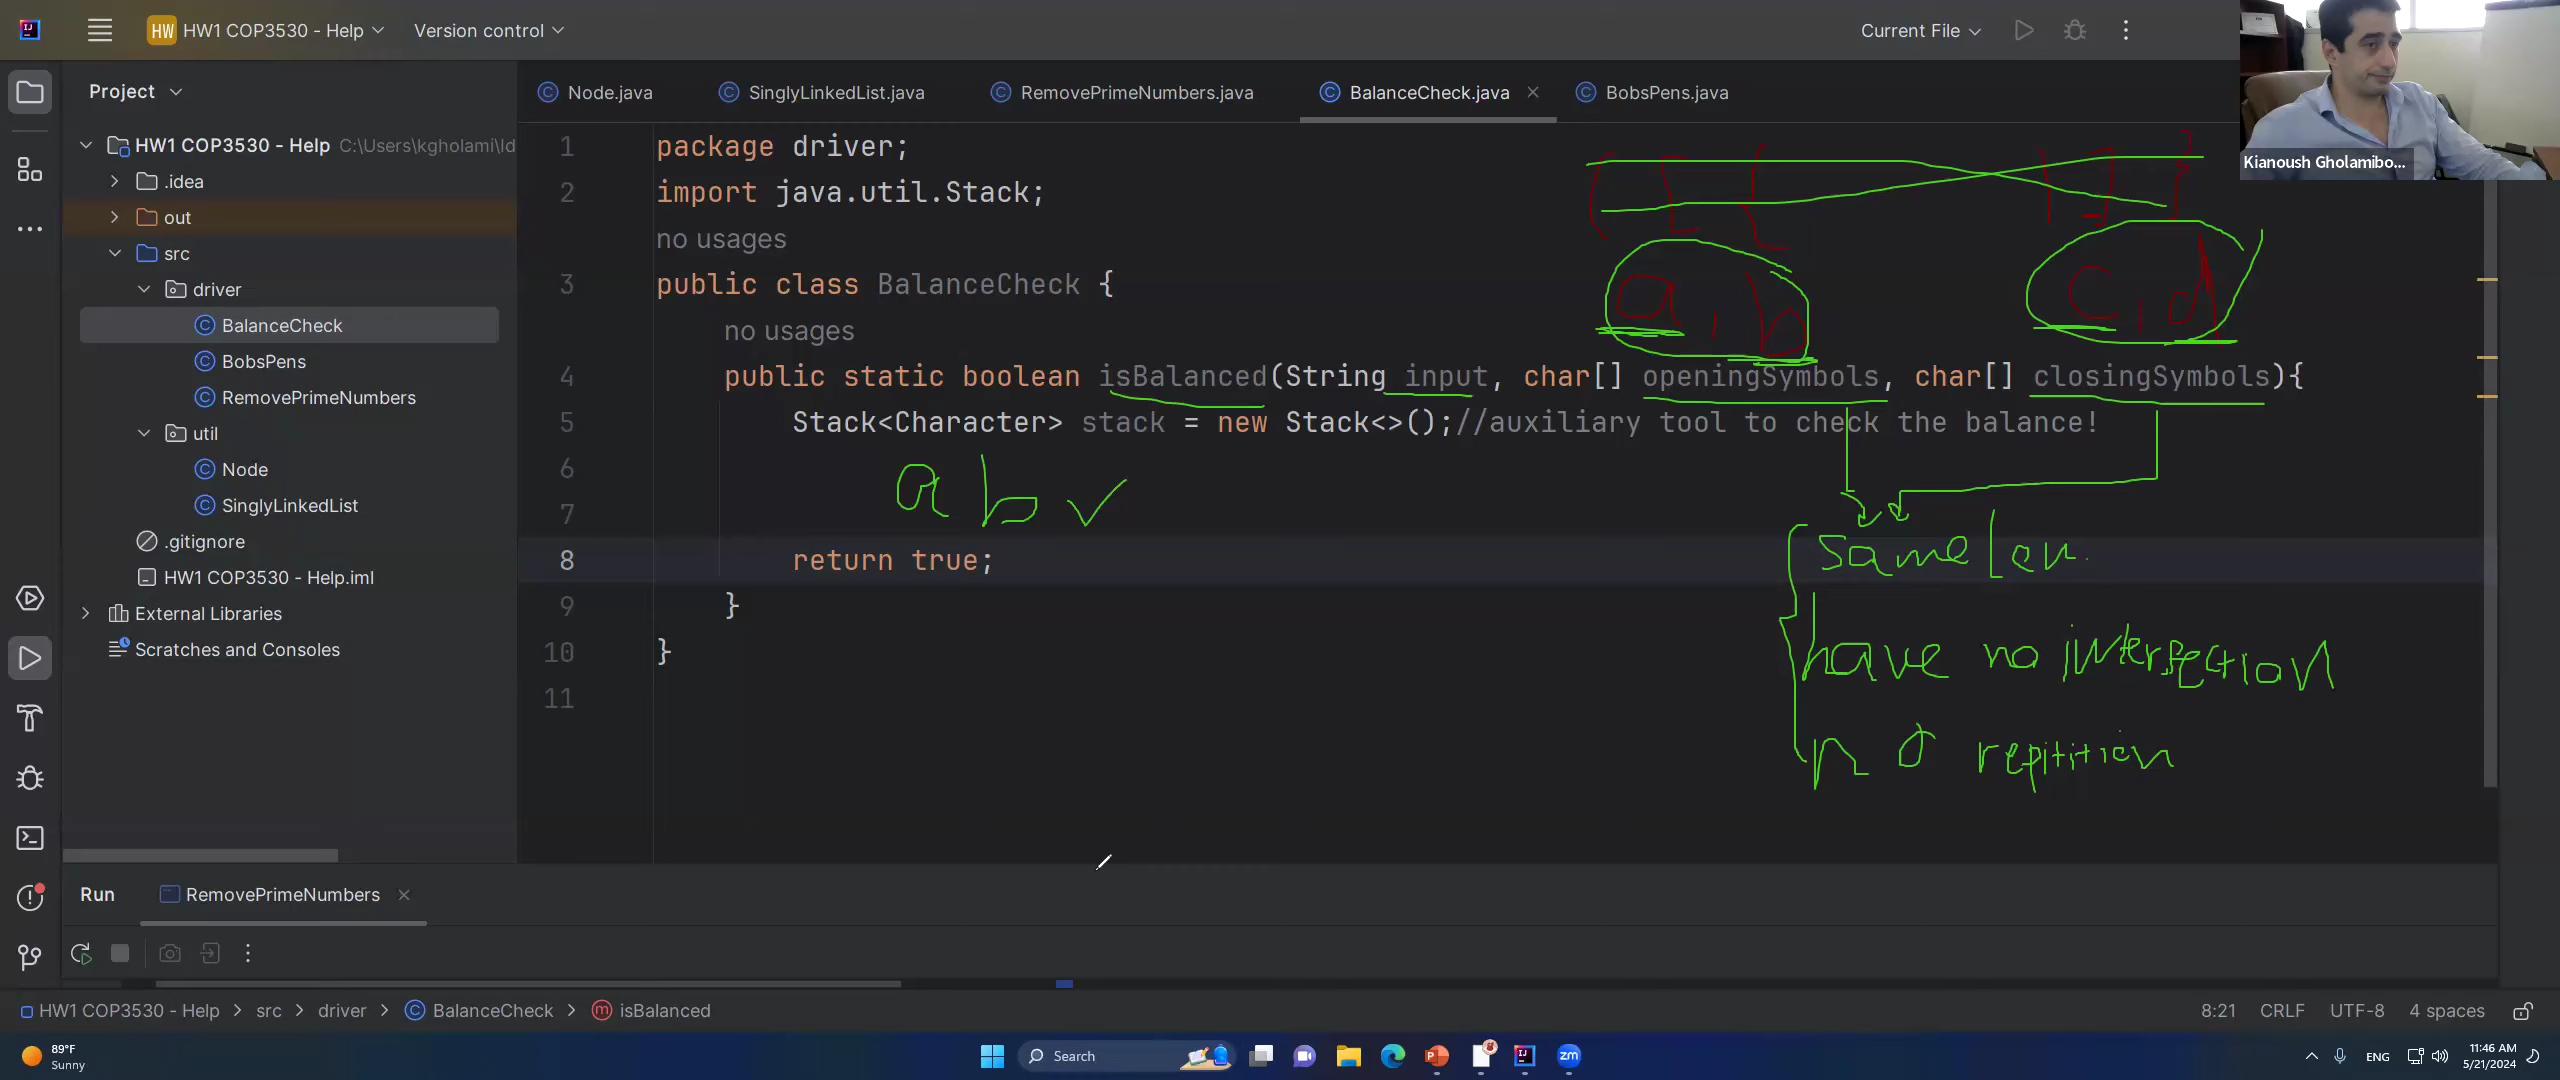 HW HW1 COP3530 - Help Version control Current File
Project
Node.java SinglyLinkedList.java RemovePrimeNumbers.java BalanceCheck.java BobsPens.java
HW1 COP3530 - Help C:\Users\kgholami\Id
.idea
out
src
driver
BalanceCheck
BobsPens
RemovePrimeNumbers
util
Node
SinglyLinkedList
.gitignore
HW1 COP3530 - Help.iml
External Libraries
Scratches and Consoles
1 package driver;
2 import java.util.Stack;
no usages
3 public class BalanceCheck {
no usages
4 public static boolean isBalanced(String input, char[] openingSymbols, char[] closingSymbols){
5 Stack<Character> stack = new Stack<>();//auxiliary tool to check the balance!
6
7
8 return true;
9 }
10 }
11
( [ { ) ] }
a, b c, d
a b ✓
same len.
have no intersection
no repitition
Kianoush Gholamibo...
Run RemovePrimeNumbers
HW1 COP3530 - Help > src > driver > BalanceCheck > isBalanced
8:21 CRLF UTF-8 4 spaces
89°F
Sunny
Search
zm
ENG
11:46 AM
5/21/2024